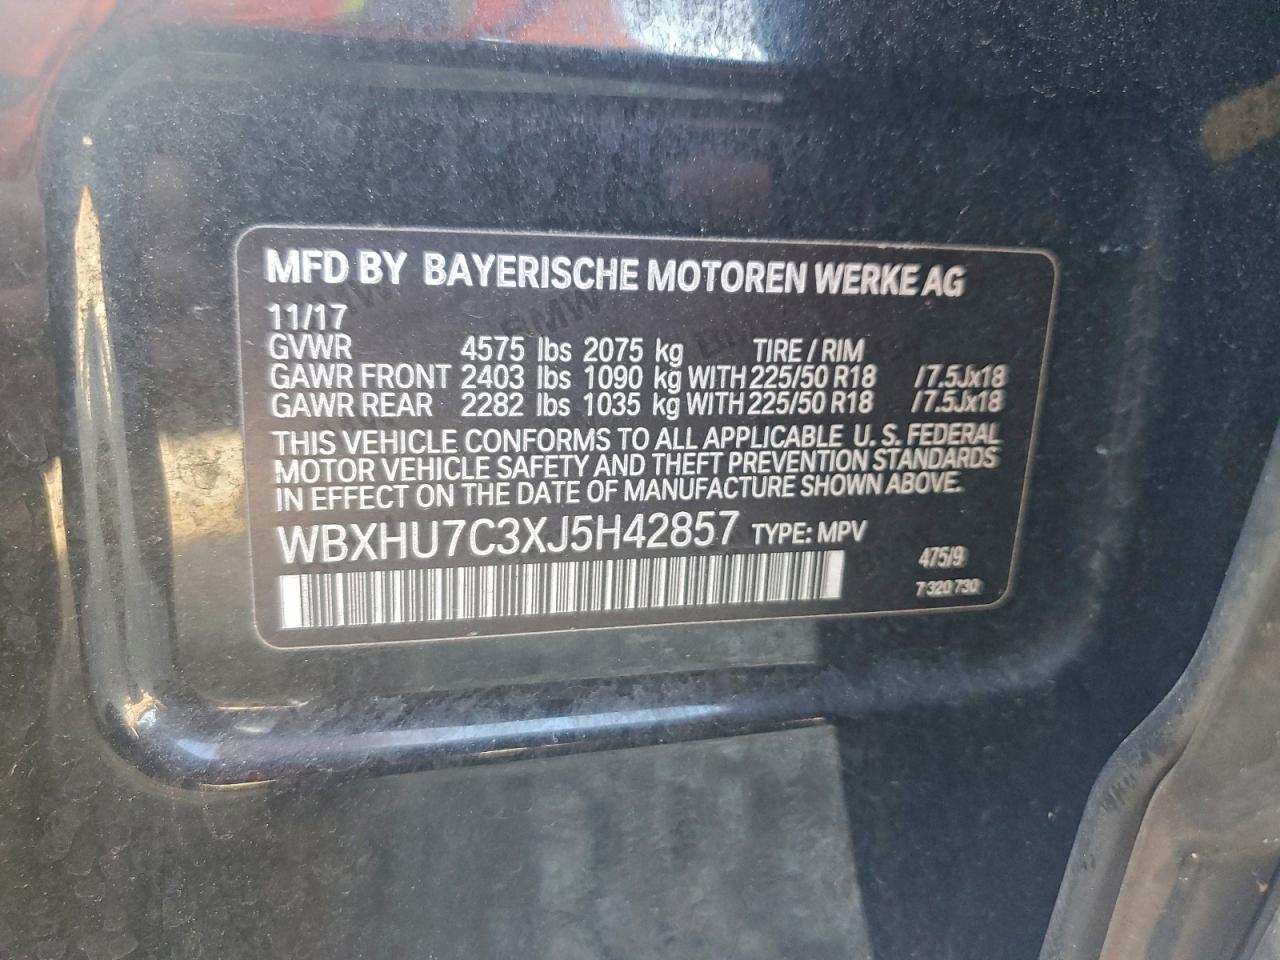 MFD BY BAYERISCHE MOTOREN WERKE AG
11/17
GVWR 4575 lbs 2075 kg TIRE / RIM
GAWR FRONT 2403 lbs 1090 kg WITH 225/50 R18 /7.5Jx18
GAWR REAR 2282 lbs 1035 kg WITH 225/50 R18 /7.5Jx18
THIS VEHICLE CONFORMS TO ALL APPLICABLE U.S. FEDERAL
MOTOR VEHICLE SAFETY AND THEFT PREVENTION STANDARDS
IN EFFECT ON THE DATE OF MANUFACTURE SHOWN ABOVE.
WBXHU7C3XJ5H42857 TYPE: MPV
475/9
7 320 730